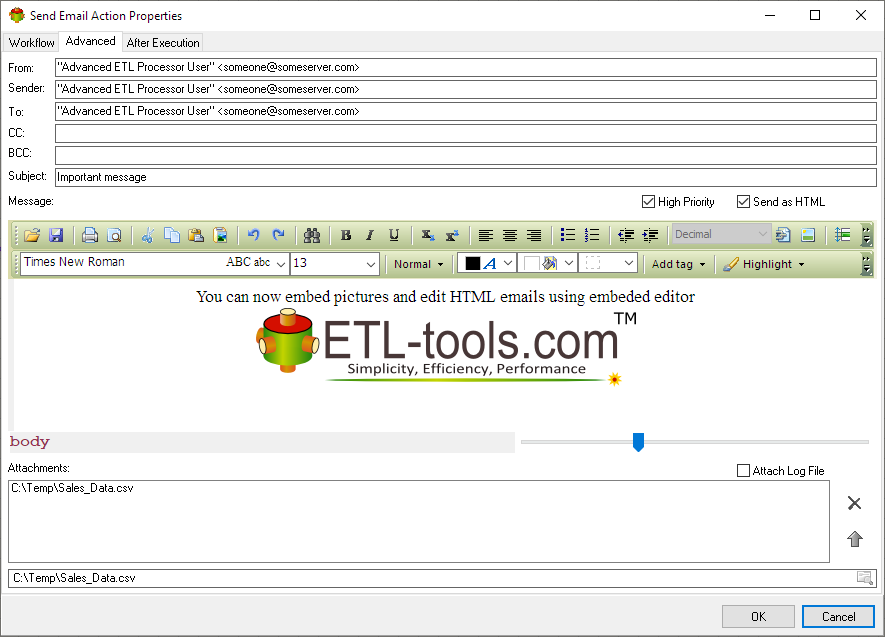 Send Email Action Properties
Workflow Advanced After Execution
From: "Advanced ETL Processor User" <someone@someserver.com>
Sender: "Advanced ETL Processor User" <someone@someserver.com>
To: "Advanced ETL Processor User" <someone@someserver.com>
CC:
BCC:
Subject: Important message
Message: High Priority Send as HTML
B I U X₂ x² Decimal
Times New Roman ABC abc 13 Normal A Add tag Highlight
You can now embed pictures and edit HTML emails using embeded editor
ETL-tools.com™
Simplicity, Efficiency, Performance
body
Attachments: Attach Log File
C:\Temp\Sales_Data.csv
C:\Temp\Sales_Data.csv
OK Cancel